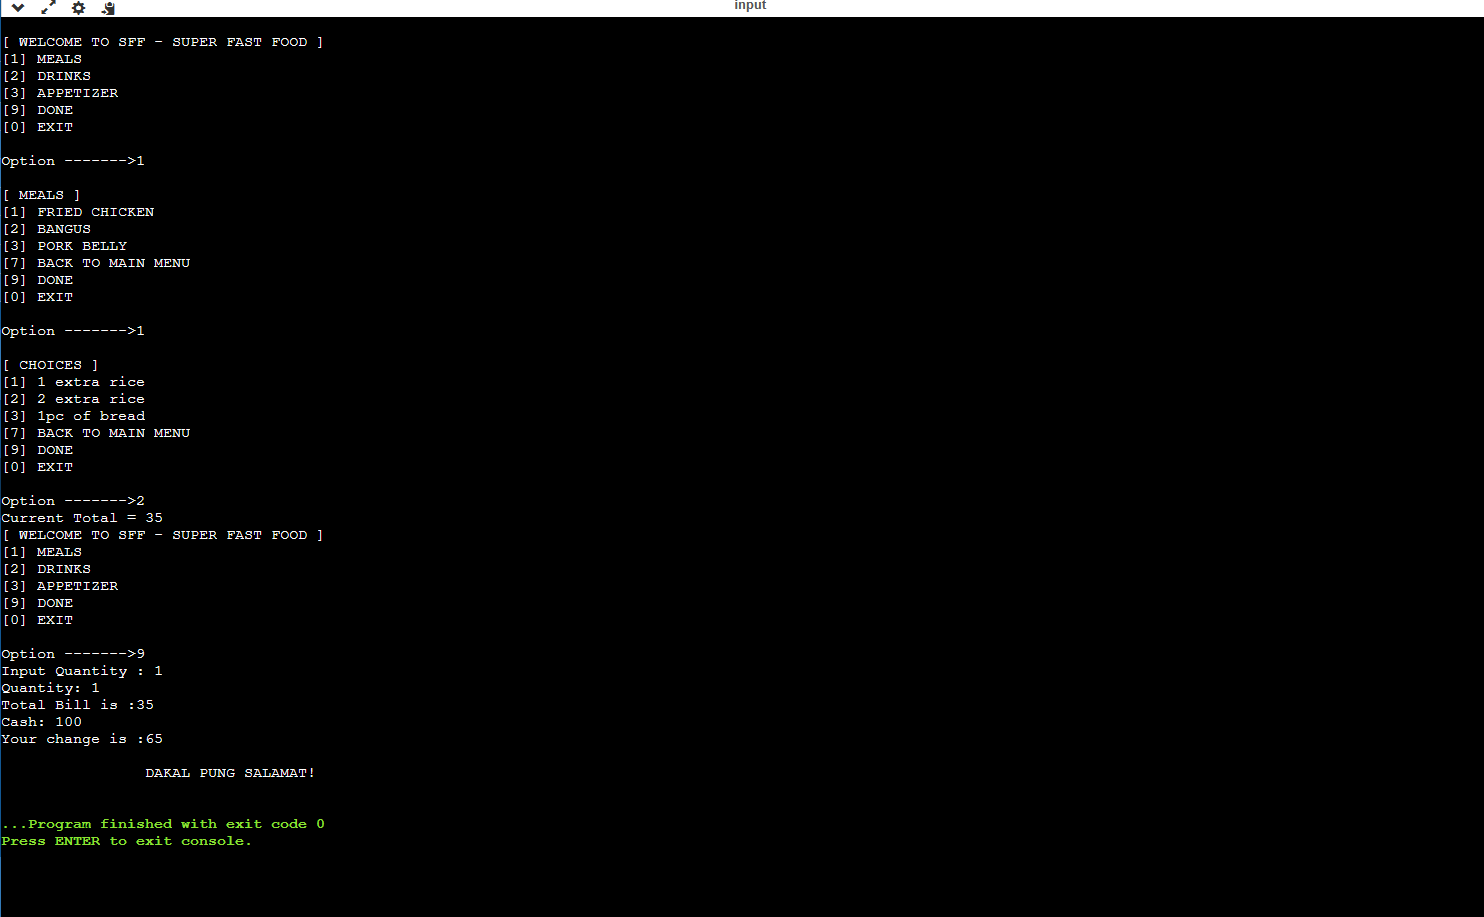 input
[ WELCOME TO SFF - SUPER FAST FOOD ]
[1] MEALS
[2] DRINKS
[3] APPETIZER
[9] DONE
[0] EXIT
Option ------->1
[ MEALS ]
[1] FRIED CHICKEN
[2] BANGUS
[3] PORK BELLY
[7] BACK TO MAIN MENU
[9] DONE
[0] EXIT
Option ------->1
[ CHOICES ]
[1] 1 extra rice
[2] 2 extra rice
[3] 1pc of bread
[7] BACK TO MAIN MENU
[9] DONE
[0] EXIT
Option ------->2
Current Total = 35
[ WELCOME TO SFF - SUPER FAST FOOD ]
[1] MEALS
[2] DRINKS
[3] APPETIZER
[9] DONE
[0] EXIT
Option ------->9
Input Quantity : 1
Quantity: 1
Total Bill is :35
Cash: 100
Your change is :65
DAKAL PUNG SALAMAT!
...Program finished with exit code 0
Press ENTER to exit console.